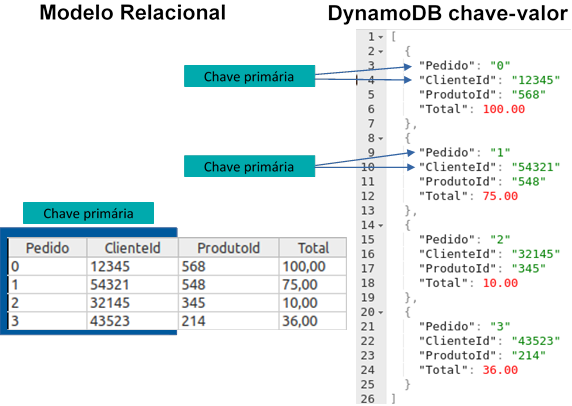 Modelo Relacional
Chave primária
Chave primária
Chave primária
Pedido ClienteId ProdutoId Total
0 12345 568 100,00
1 54321 548 75,00
2 32145 345 10,00
3 43523 214 36,00
DynamoDB chave-valor
1 [
2 {
3 "Pedido": "0"
4 "ClienteId": "12345"
5 "ProdutoId": "568"
6 "Total": 100.00
7 },
8 {
9 "Pedido": "1"
10 "ClienteId": "54321"
11 "ProdutoId": "548"
12 "Total": 75.00
13 },
14 {
15 "Pedido": "2"
16 "ClienteId": "32145"
17 "ProdutoId": "345"
18 "Total": 10.00
19 },
20 {
21 "Pedido": "3"
22 "ClienteId": "43523"
23 "ProdutoId": "214"
24 "Total": 36.00
25 }
26 ]